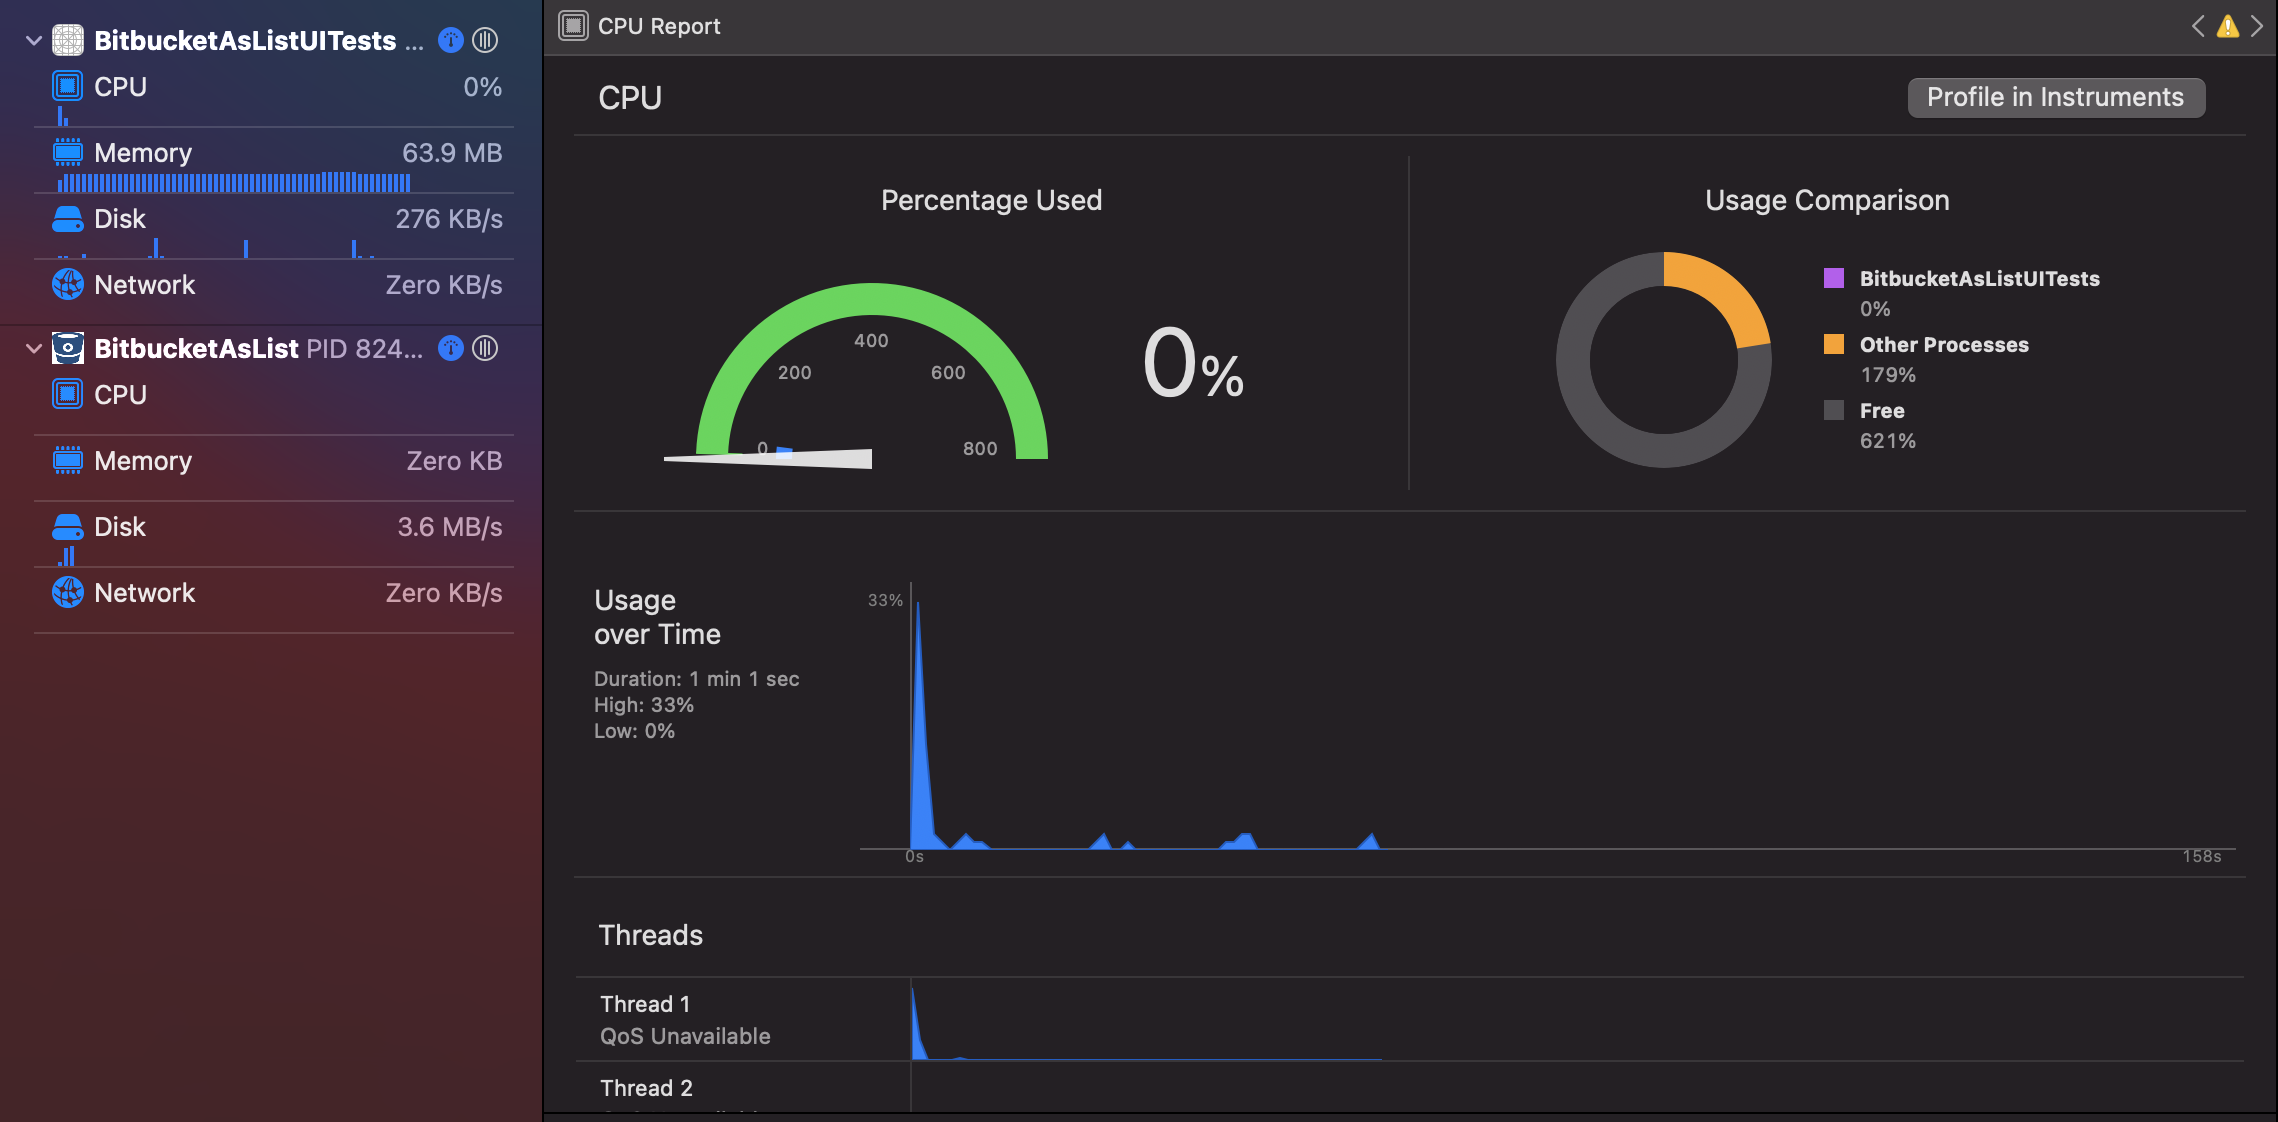 BitbucketAsListUITests ...
CPU 0%
Memory 63.9 MB
Disk 276 KB/s
Network Zero KB/s
BitbucketAsList PID 824...
CPU
Memory Zero KB
Disk 3.6 MB/s
Network Zero KB/s
CPU Report
CPU
Profile in Instruments
Percentage Used
0
200
400
600
800
0%
Usage Comparison
BitbucketAsListUITests
0%
Other Processes
179%
Free
621%
Usage
over Time
Duration: 1 min 1 sec
High: 33%
Low: 0%
33%
0s
158s
Threads
Thread 1
QoS Unavailable
Thread 2